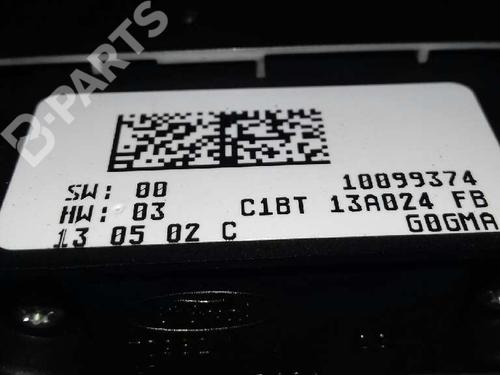 B-PARTS
SW: 00 10099374
HW: 03 C1BT 13A024 FB
13 05 02 C G0GMA